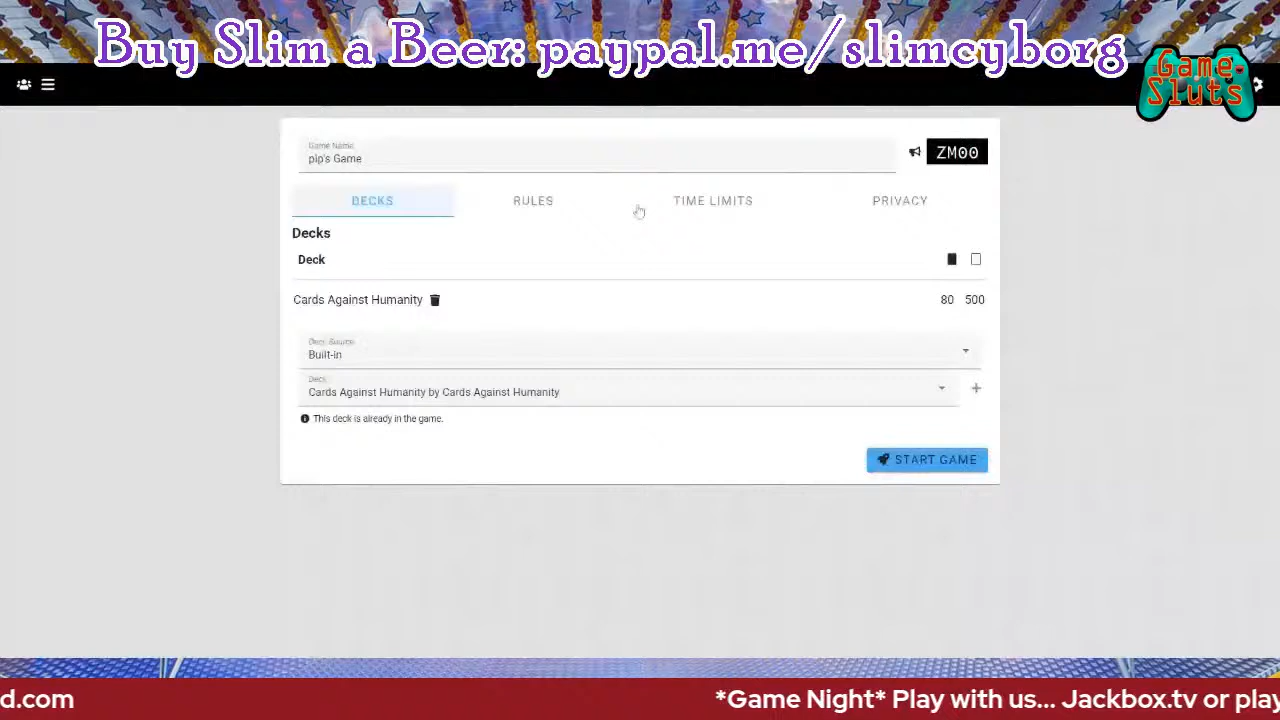 Buy Slim a Beer: paypal.me/slimcyborg
Game-
Sluts
Game Name
pip's Game
ZM00
DECKS RULES TIME LIMITS PRIVACY
Decks
Deck
Cards Against Humanity 80 500
Deck Source
Built-in
Deck
Cards Against Humanity by Cards Against Humanity
This deck is already in the game.
START GAME
d.com *Game Night* Play with us... Jackbox.tv or play